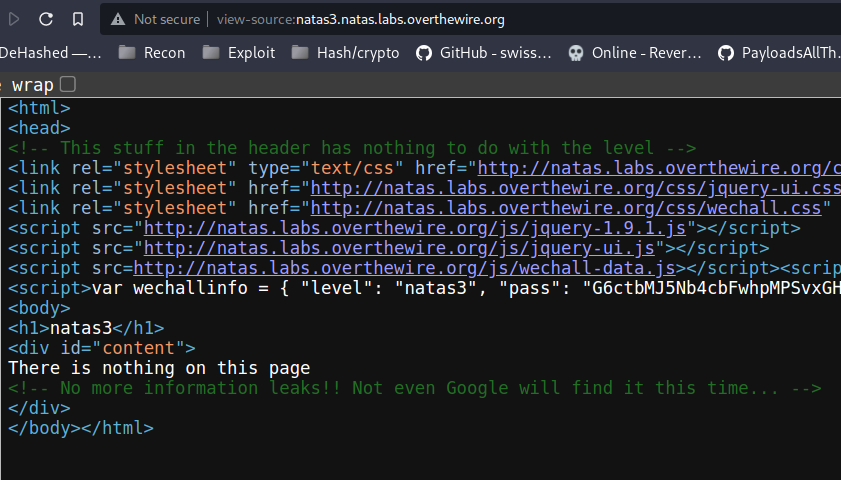 Not secure view-source:natas3.natas.labs.overthewire.org
DeHashed —... Recon Exploit Hash/crypto GitHub - swiss... Online - Rever... PayloadsAllTh...
wrap
<html>
<head>
<!-- This stuff in the header has nothing to do with the level -->
<link rel="stylesheet" type="text/css" href="http://natas.labs.overthewire.org/c
<link rel="stylesheet" href="http://natas.labs.overthewire.org/css/jquery-ui.css
<link rel="stylesheet" href="http://natas.labs.overthewire.org/css/wechall.css"
<script src="http://natas.labs.overthewire.org/js/jquery-1.9.1.js"></script>
<script src="http://natas.labs.overthewire.org/js/jquery-ui.js"></script>
<script src=http://natas.labs.overthewire.org/js/wechall-data.js></script><scrip
<script>var wechallinfo = { "level": "natas3", "pass": "G6ctbMJ5Nb4cbFwhpMPSvxGH
<body>
<h1>natas3</h1>
<div id="content">
There is nothing on this page
<!-- No more information leaks!! Not even Google will find it this time... -->
</div>
</body></html>